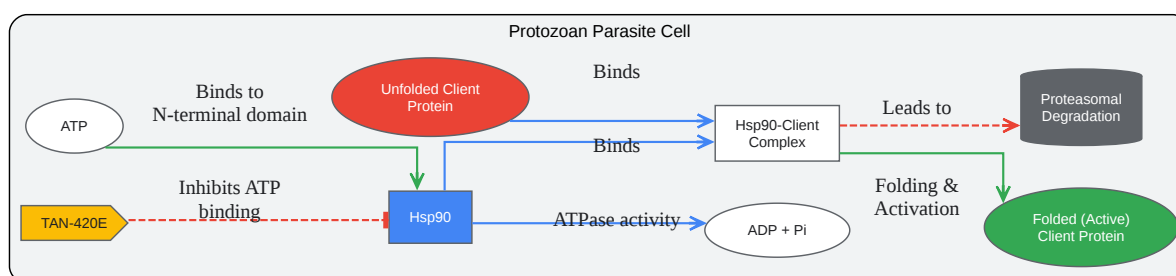 Protozoan Parasite Cell
Binds
Unfolded Client
Protein
Binds to
N-terminal domain
ATP
Leads to
Proteasomal
Degradation
Hsp90-Client
Complex
Binds
Inhibits ATP
binding
TAN-420E
Hsp90
ATPase activity
ADP + Pi
Folding &
Activation
Folded (Active)
Client Protein